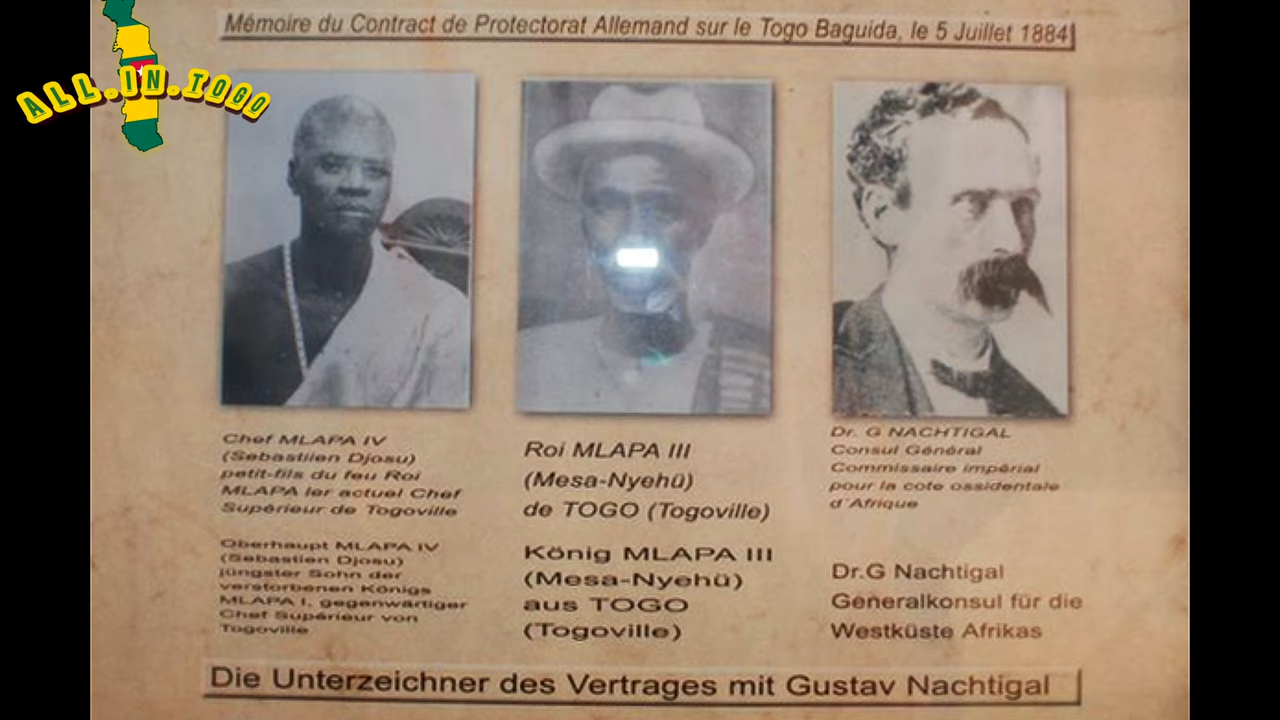 Mémoire du Contract de Protectorat Allemand sur le Togo Baguida, le 5 Juillet 1884
ALL.IN.TOGO
Chef MLAPA IV
(Sebastiien Djosu)
petit-fils du feu Roi
MLAPA Ier actuel Chef
Supérieur de Togoville
Oberhaupt MLAPA IV
(Sebastien Djosu)
jüngster Sohn der
verstorbenen Königs
MLAPA I, gegenwärtiger
Chef Supérieur von
Togoville
Roi MLAPA III
(Mesa-Nyehü)
de TOGO (Togoville)
König MLAPA III
(Mesa-Nyehü)
aus TOGO
(Togoville)
Dr. G NACHTIGAL
Consul Général
Commissaire impérial
pour la cote ossidentale
d'Afrique
Dr.G Nachtigal
Generalkonsul für die
Westküste Afrikas
Die Unterzeichner des Vertrages mit Gustav Nachtigal